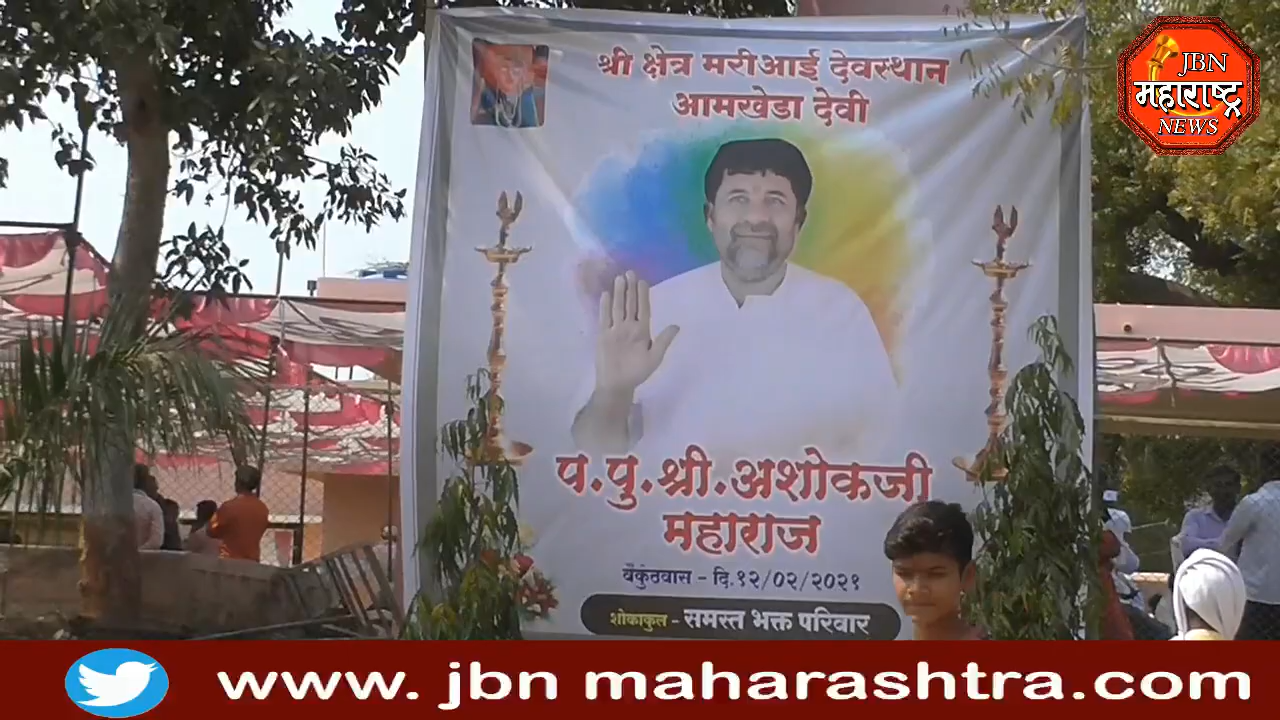 श्री क्षेत्र मरीआई देवस्थान
आमखेडा देवी
JBN
महाराष्ट्र
NEWS
प.पु.श्री.अशोकजी
महाराज
वैकुंठवास - दि.१२/०२/२०२१
शोकाकुल - समस्त भक्त परिवार
www. jbn maharashtra.com